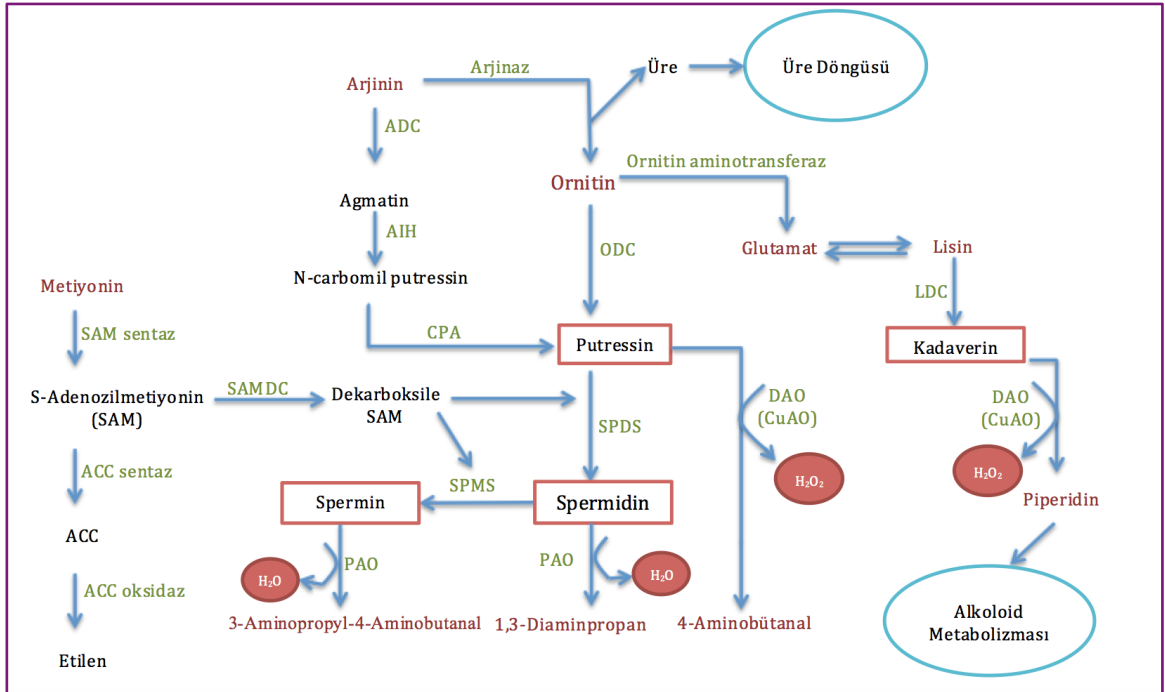 Arjinin
Arjinaz
Üre
Üre Döngüsü
ADC
Ornitin aminotransferaz
Ornitin
Agmatin
AIH
ODC
Glutamat
Lisin
N-carbomil putressin
Metiyonin
LDC
SAM sentaz
CPA
Putressin
Kadaverin
S-Adenozilmetiyonin
(SAM)
SAMDC
Dekarboksile
SAM
DAO
(CuAO)
DAO
(CuAO)
SPDS
ACC sentaz
SPMS
H₂O₂
H₂O₂
Spermin
Spermidin
Piperidin
ACC
PAO
PAO
H₂O
H₂O
ACC oksidaz
3-Aminopropyl-4-Aminobutanal
1,3-Diaminpropan
4-Aminobütanal
Alkoloid
Metabolizması
Etilen